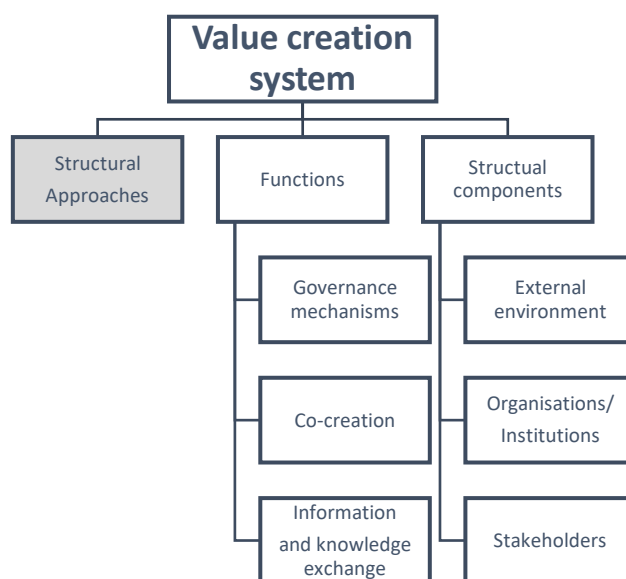 Value creation
system
Structural
Approaches
Functions
Structual
components
Governance
mechanisms
External
environment
Co-creation
Organisations/
Institutions
Information
and knowledge
exchange
Stakeholders